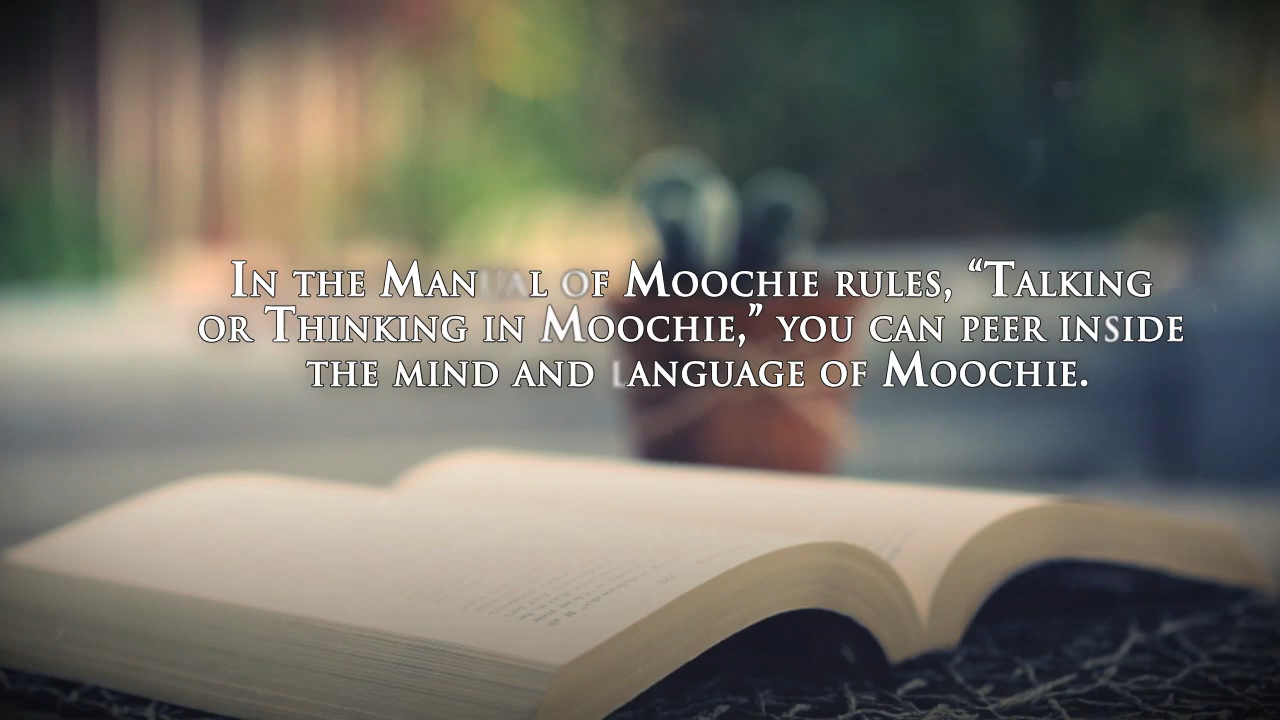 In the Manual of Moochie rules, “Talking
or Thinking in Moochie,” you can peer inside
the mind and language of Moochie.